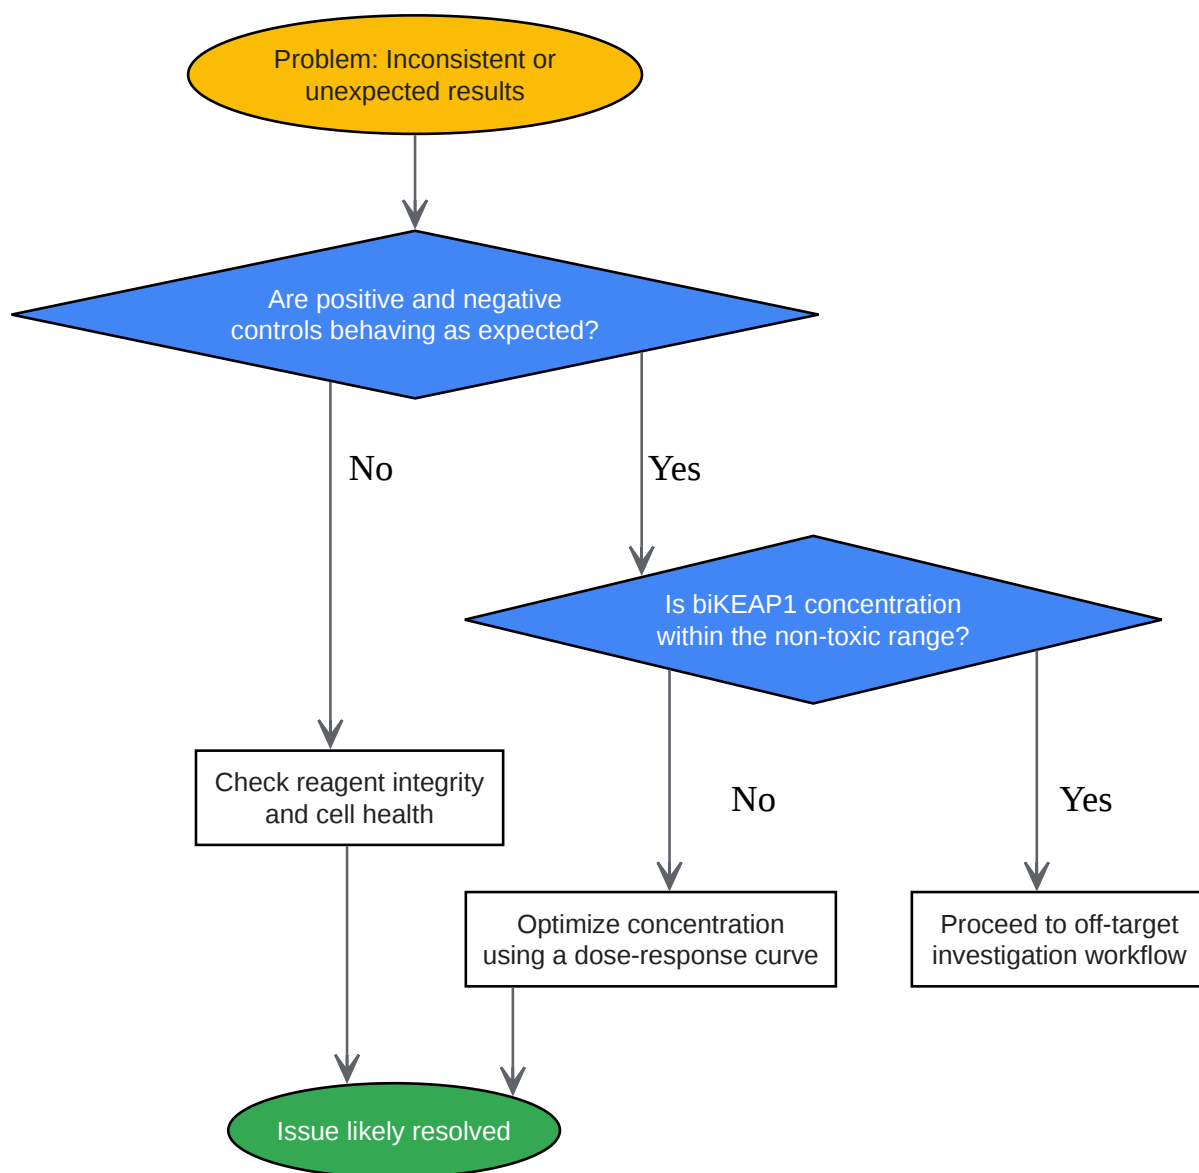 Problem: Inconsistent or
unexpected results
Are positive and negative
controls behaving as expected?
No
Yes
Is biKEAP1 concentration
within the non-toxic range?
Check reagent integrity
and cell health
No
Yes
Optimize concentration
using a dose-response curve
Proceed to off-target
investigation workflow
Issue likely resolved